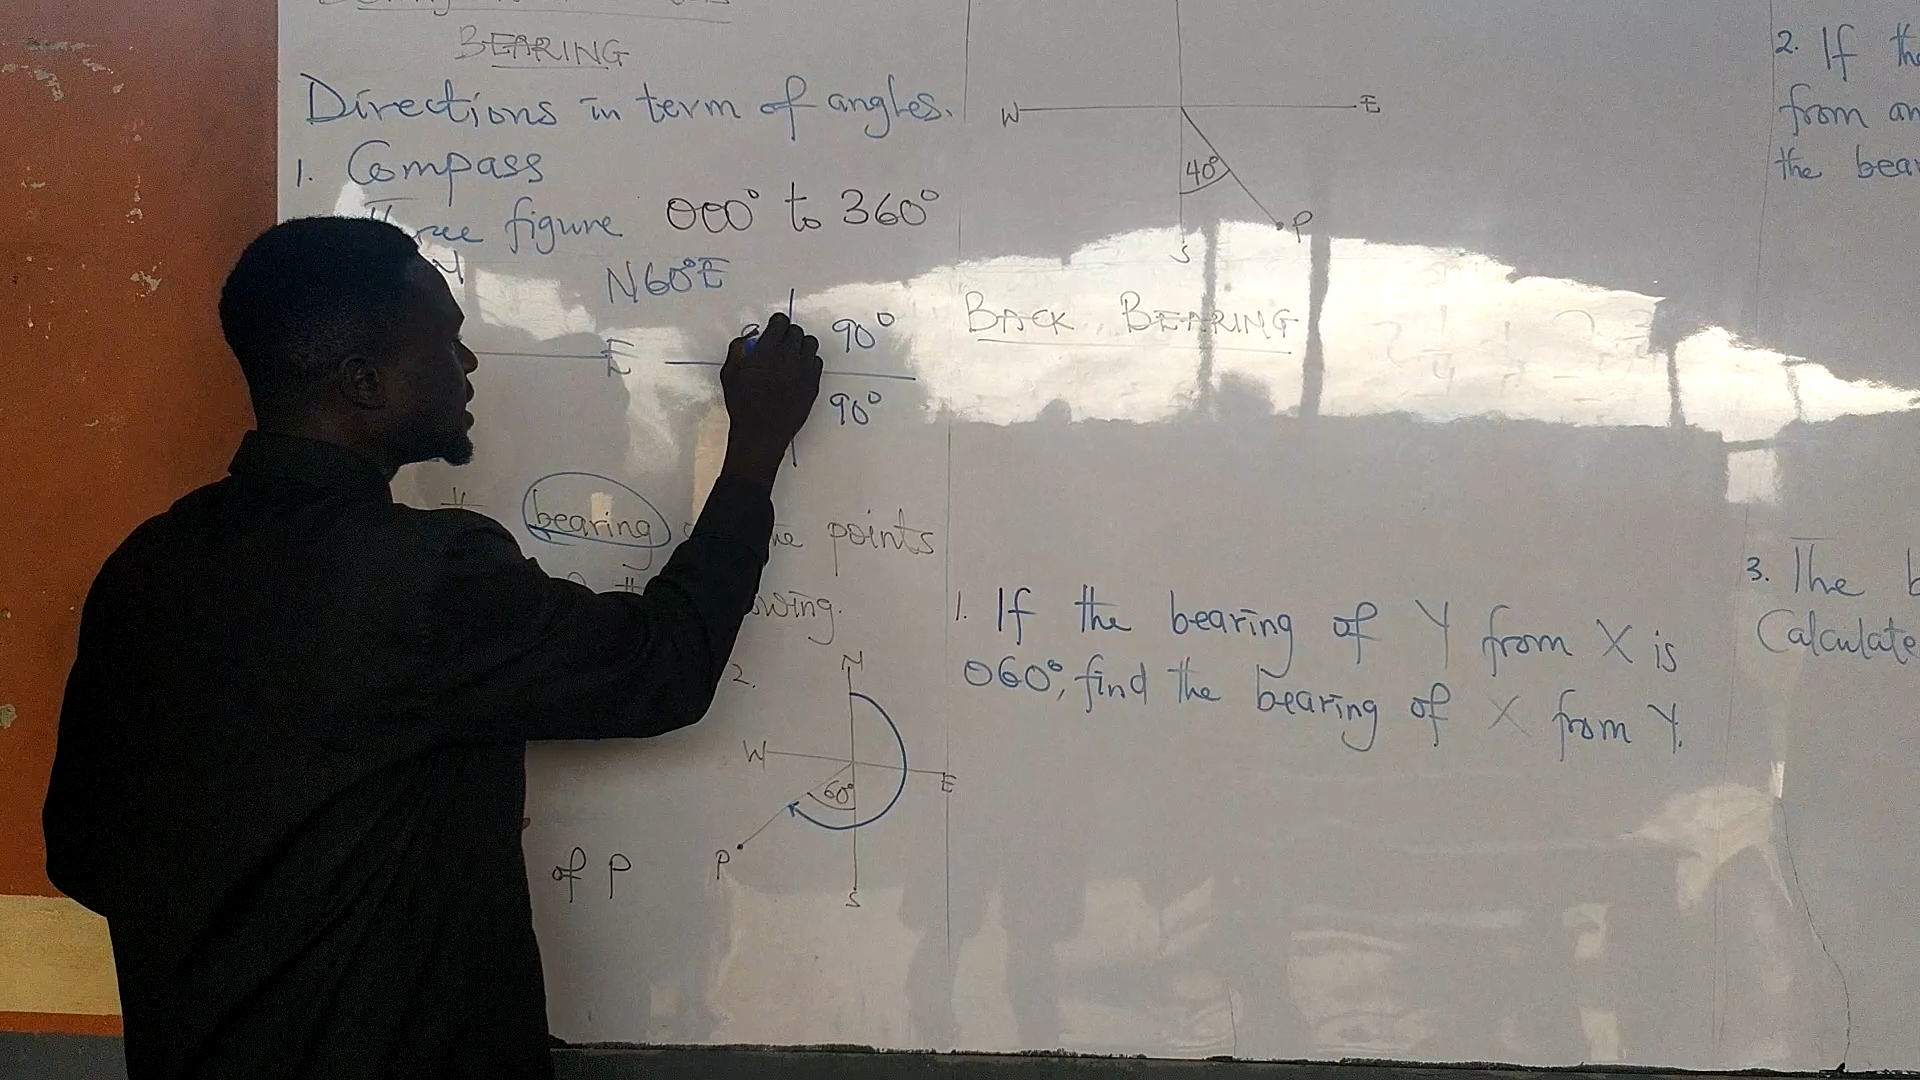 BEARING
Directions in term of angles.
1. Compass
figure 000° to 360°
N60°E
E
90°
90°
bearing
points
2.
N
W
E
60°
P
S
of P
W
E
40°
P
S
BACK BEARING
1. If the bearing of Y from X is
060°, find the bearing of X from Y.
2. If
from
the
3. The
Calculate